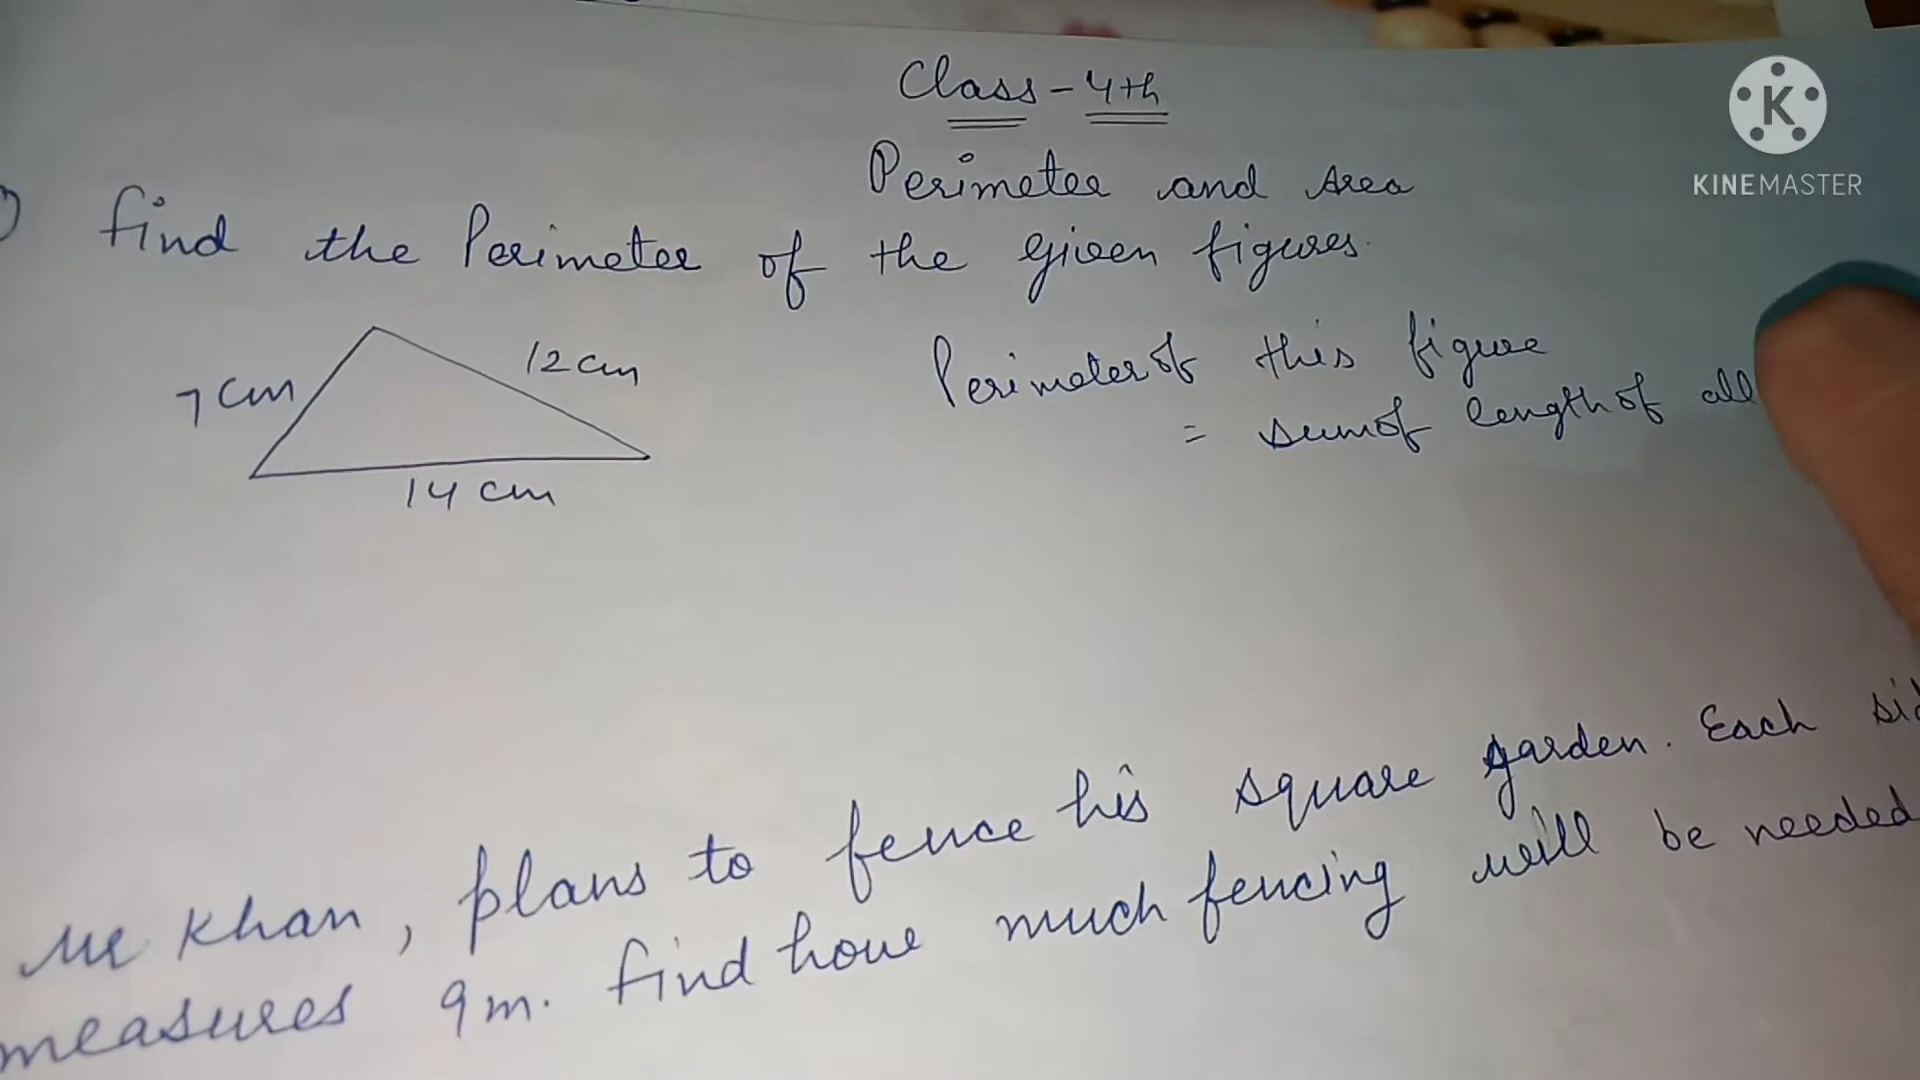 Class - 4th
Perimeter and Area
find the Perimeter of the given figures.
7 cm
12 cm
14 cm
Perimeter of this figure
= sum of length of all
Mr Khan, plans to fence his square garden. Each
measures 9 m. find how much fencing will be needed
K
KINEMASTER